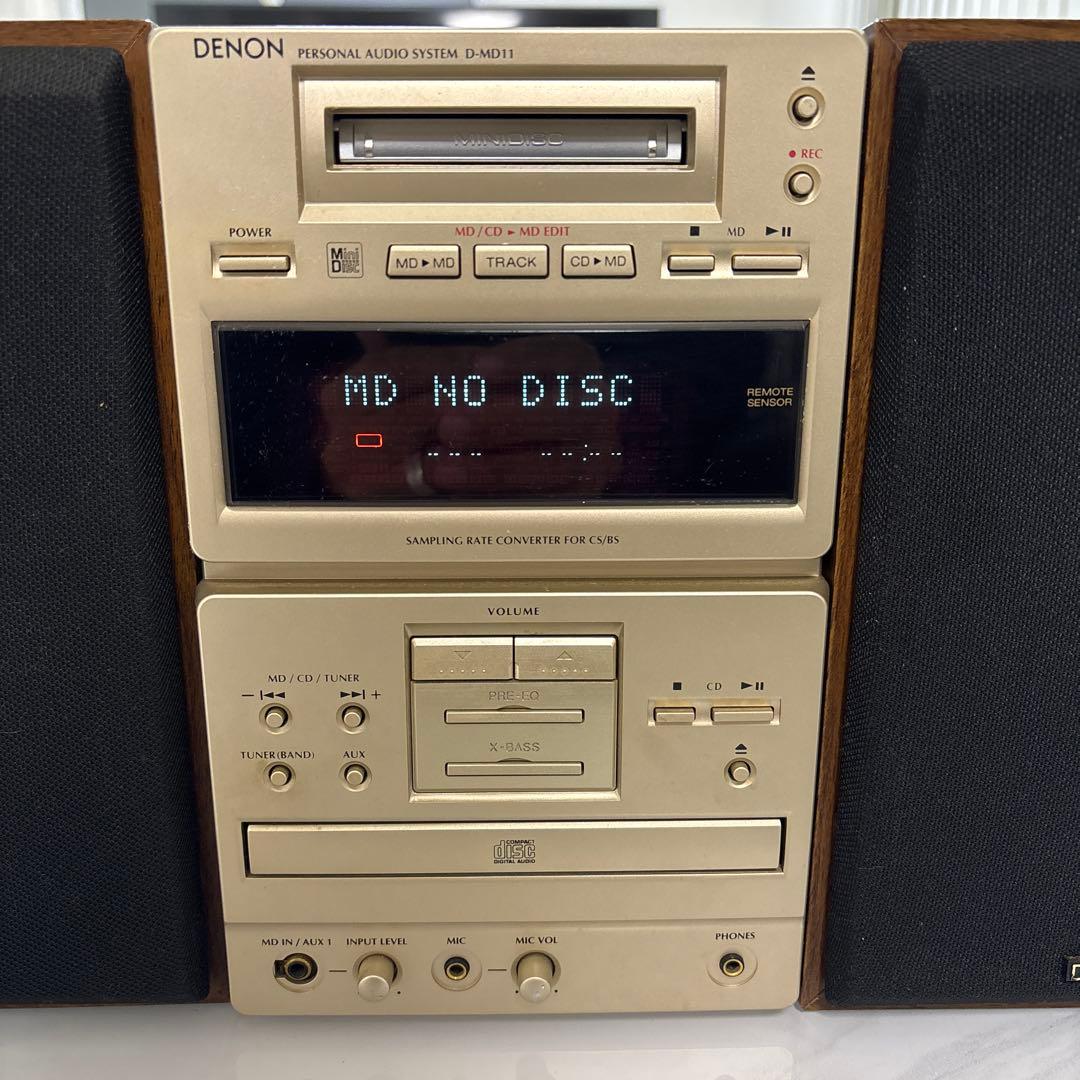 DENON PERSONAL AUDIO SYSTEM D-MD11
MINIDISC
REC
POWER
MD / CD ► MD EDIT
■ MD ►❚❚
Mini Disc
MD ► MD
TRACK
CD ► MD
MD NO DISC
--- --:--
REMOTE
SENSOR
SAMPLING RATE CONVERTER FOR CS/BS
VOLUME
MD / CD / TUNER
PRE-EQ
■ CD ►❚❚
TUNER (BAND)
AUX
X-BASS
COMPACT
disc
DIGITAL AUDIO
MD IN / AUX 1
INPUT LEVEL
MIC
MIC VOL
PHONES